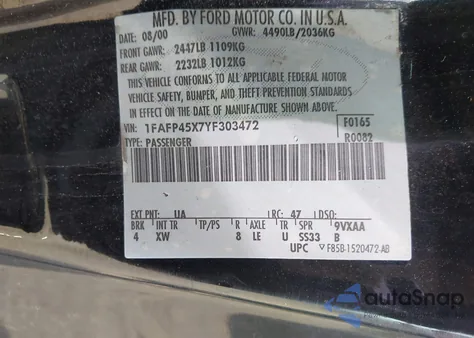 MFD. BY FORD MOTOR CO. IN U.S.A.
DATE: 08/00 GVWR: 4490LB/2036KG
FRONT GAWR: 2447LB 1109KG
REAR GAWR: 2232LB 1012KG
THIS VEHICLE CONFORMS TO ALL APPLICABLE FEDERAL MOTOR
VEHICLE SAFETY, BUMPER, AND THEFT PREVENTION STANDARDS
IN EFFECT ON THE DATE OF MANUFACTURE SHOWN ABOVE.
VIN: 1FAFP45X7YF303472 F0165
TYPE: PASSENGER R0082
EXT.PNT: UA RC: 47 DSO:
BRK INT TR TP/PS R AXLE TR SPR 9VXAA
4 XW 8 LE U SS33 B
UPC F85B-1520472-AB
autoSnap